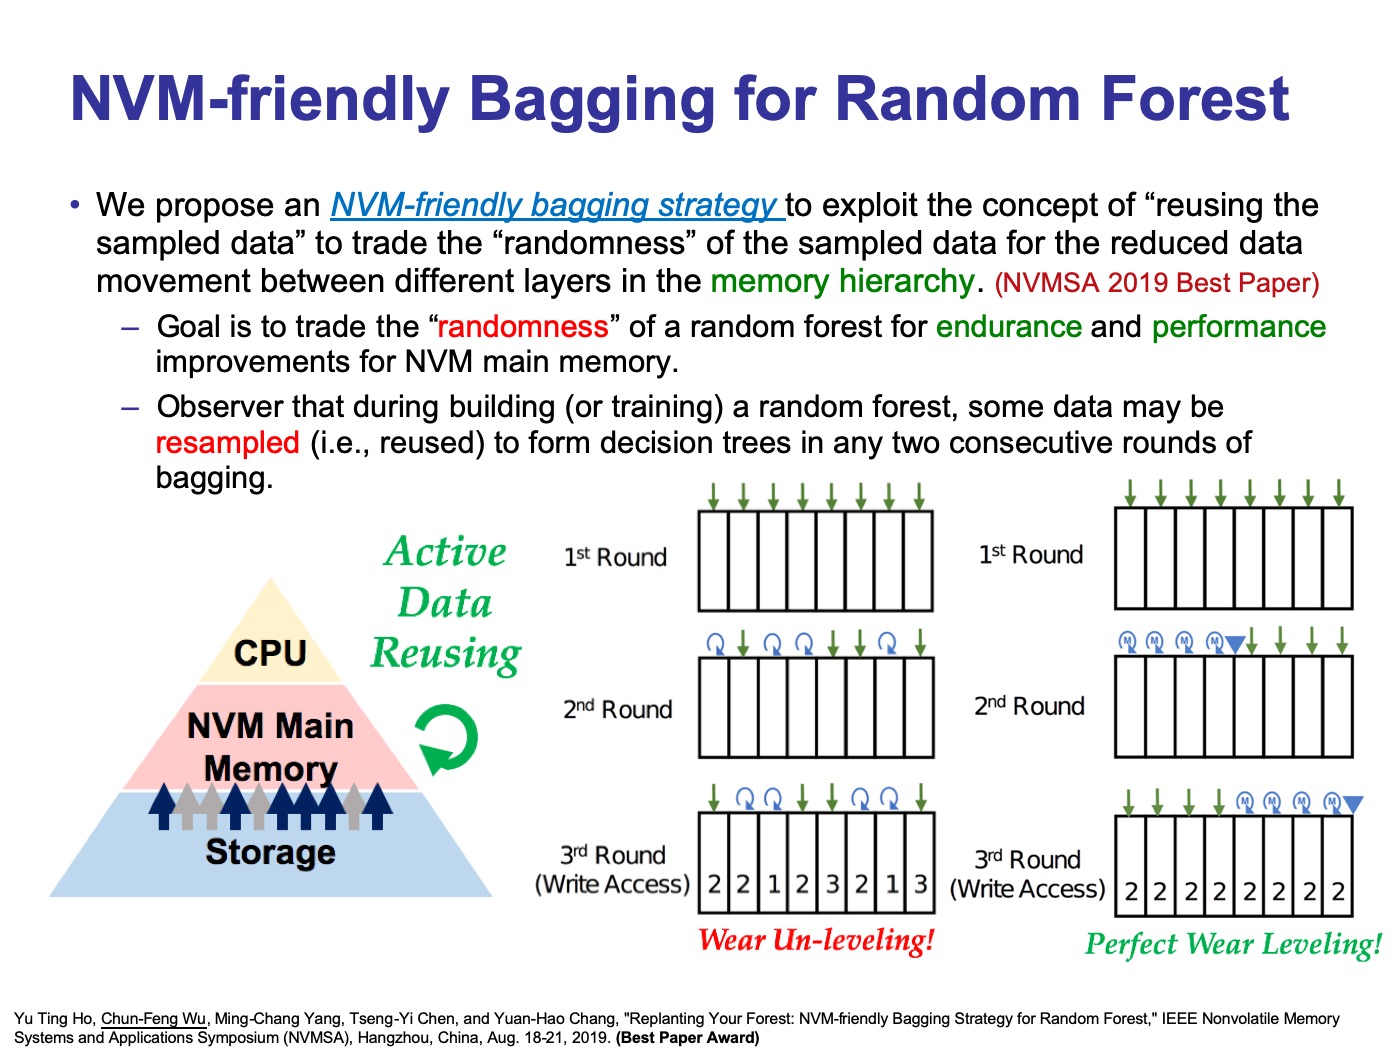 NVM-friendly Bagging for Random Forest
• We propose an NVM-friendly bagging strategy to exploit the concept of “reusing the
sampled data” to trade the “randomness” of the sampled data for the reduced data
movement between different layers in the memory hierarchy. (NVMSA 2019 Best Paper)
– Goal is to trade the “randomness” of a random forest for endurance and performance
improvements for NVM main memory.
– Observer that during building (or training) a random forest, some data may be
resampled (i.e., reused) to form decision trees in any two consecutive rounds of
bagging.
Active
Data
Reusing
CPU
NVM Main
Memory
Storage
1st Round
2nd Round
M M M M
3rd Round
(Write Access)
2 2 1 2 3 2 1 3
Wear Un-leveling!
1st Round
2nd Round
M M M M
3rd Round
(Write Access)
2 2 2 2 2 2 2 2
Perfect Wear Leveling!
Yu Ting Ho, Chun-Feng Wu, Ming-Chang Yang, Tseng-Yi Chen, and Yuan-Hao Chang, "Replanting Your Forest: NVM-friendly Bagging Strategy for Random Forest," IEEE Nonvolatile Memory
Systems and Applications Symposium (NVMSA), Hangzhou, China, Aug. 18-21, 2019. (Best Paper Award)